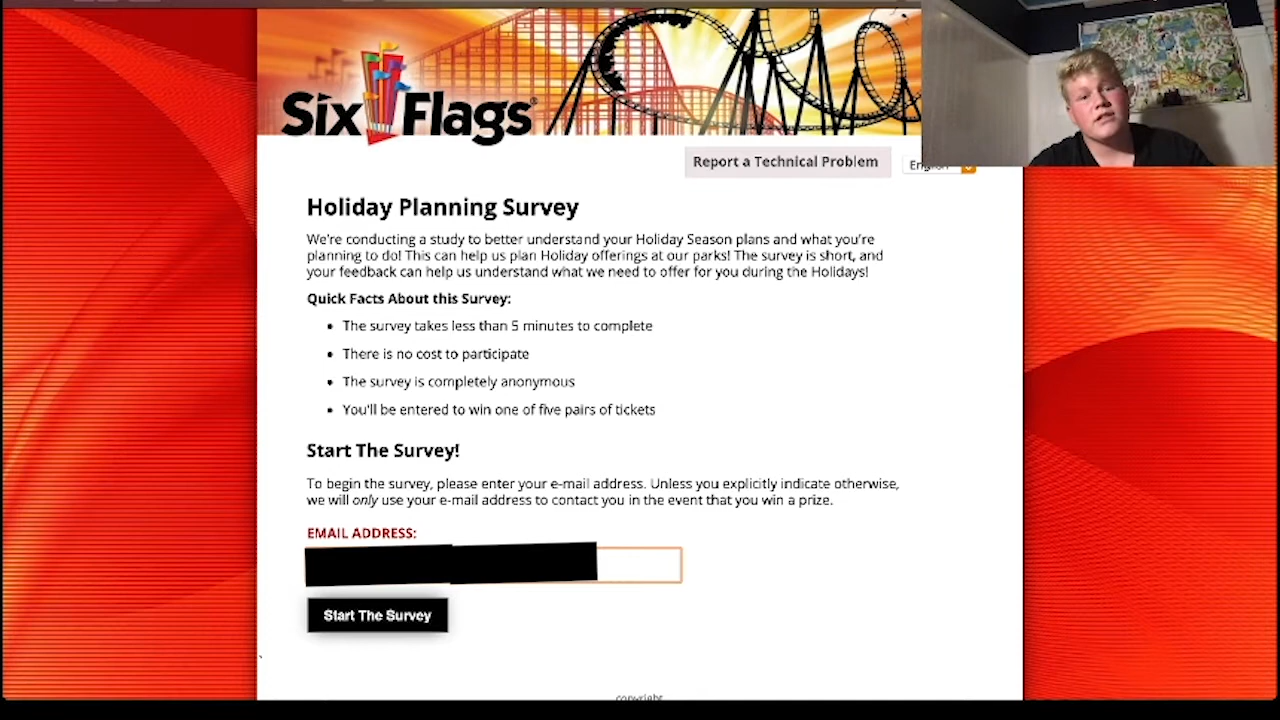 Six Flags
Report a Technical Problem
English
Holiday Planning Survey
We're conducting a study to better understand your Holiday Season plans and what you're
planning to do! This can help us plan Holiday offerings at our parks! The survey is short, and
your feedback can help us understand what we need to offer for you during the Holidays!
Quick Facts About this Survey:
• The survey takes less than 5 minutes to complete
• There is no cost to participate
• The survey is completely anonymous
• You'll be entered to win one of five pairs of tickets
Start The Survey!
To begin the survey, please enter your e-mail address. Unless you explicitly indicate otherwise,
we will only use your e-mail address to contact you in the event that you win a prize.
EMAIL ADDRESS:
Start The Survey
copyright